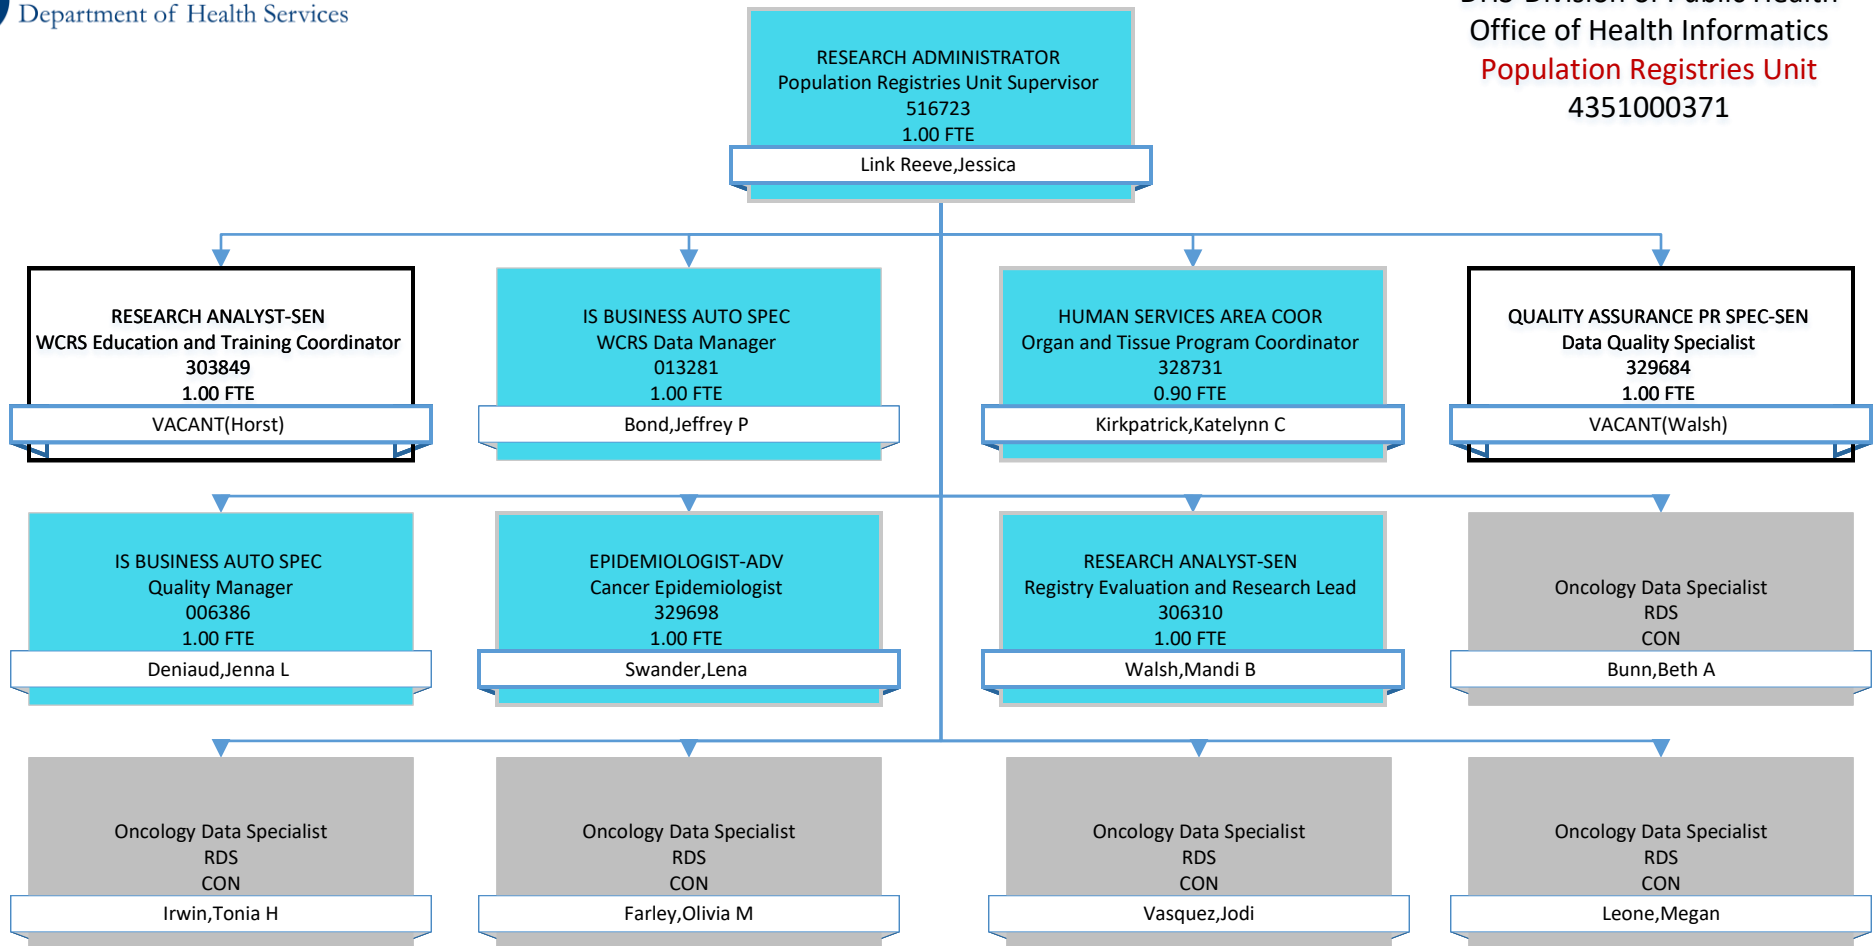 Department of Health Services
DHS Division of Public Health
Office of Health Informatics
Population Registries Unit
4351000371
RESEARCH ADMINISTRATOR
Population Registries Unit Supervisor
516723
1.00 FTE
Link Reeve,Jessica
RESEARCH ANALYST-SEN
WCRS Education and Training Coordinator
303849
1.00 FTE
VACANT(Horst)
IS BUSINESS AUTO SPEC
WCRS Data Manager
013281
1.00 FTE
Bond,Jeffrey P
HUMAN SERVICES AREA COOR
Organ and Tissue Program Coordinator
328731
0.90 FTE
Kirkpatrick,Katelynn C
QUALITY ASSURANCE PR SPEC-SEN
Data Quality Specialist
329684
1.00 FTE
VACANT(Walsh)
IS BUSINESS AUTO SPEC
Quality Manager
006386
1.00 FTE
Deniaud,Jenna L
EPIDEMIOLOGIST-ADV
Cancer Epidemiologist
329698
1.00 FTE
Swander,Lena
RESEARCH ANALYST-SEN
Registry Evaluation and Research Lead
306310
1.00 FTE
Walsh,Mandi B
Oncology Data Specialist
RDS
CON
Bunn,Beth A
Oncology Data Specialist
RDS
CON
Irwin,Tonia H
Oncology Data Specialist
RDS
CON
Farley,Olivia M
Oncology Data Specialist
RDS
CON
Vasquez,Jodi
Oncology Data Specialist
RDS
CON
Leone,Megan